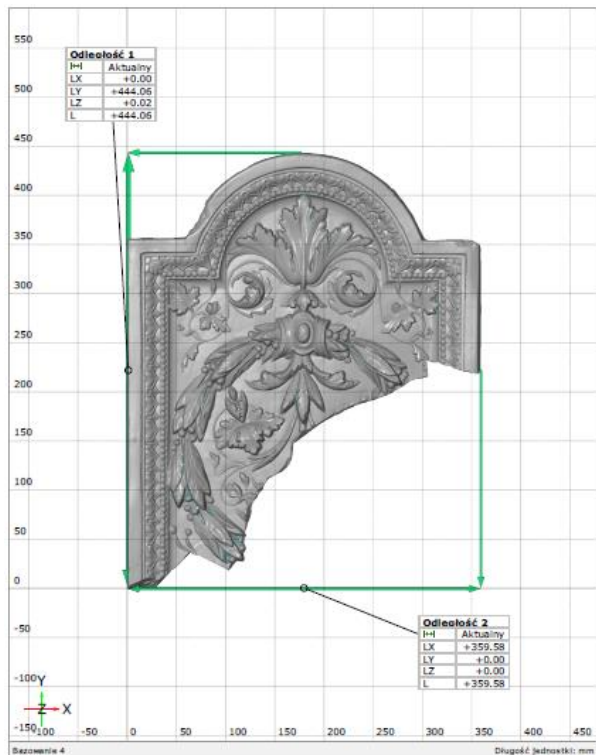 550
500
450
400
350
300
250
200
150
100
50
0
-50
-100
-150
Odległość 1
Aktualny
LX +0.00
LY +444.06
LZ +0.02
L +444.06
Odległość 2
Aktualny
LX +359.58
LY +0.00
LZ +0.00
L +359.58
Y
Z X
-100 -50 0 50 100 150 200 250 300 350 400 450
Bazowanie 4 Długość jednostki: mm